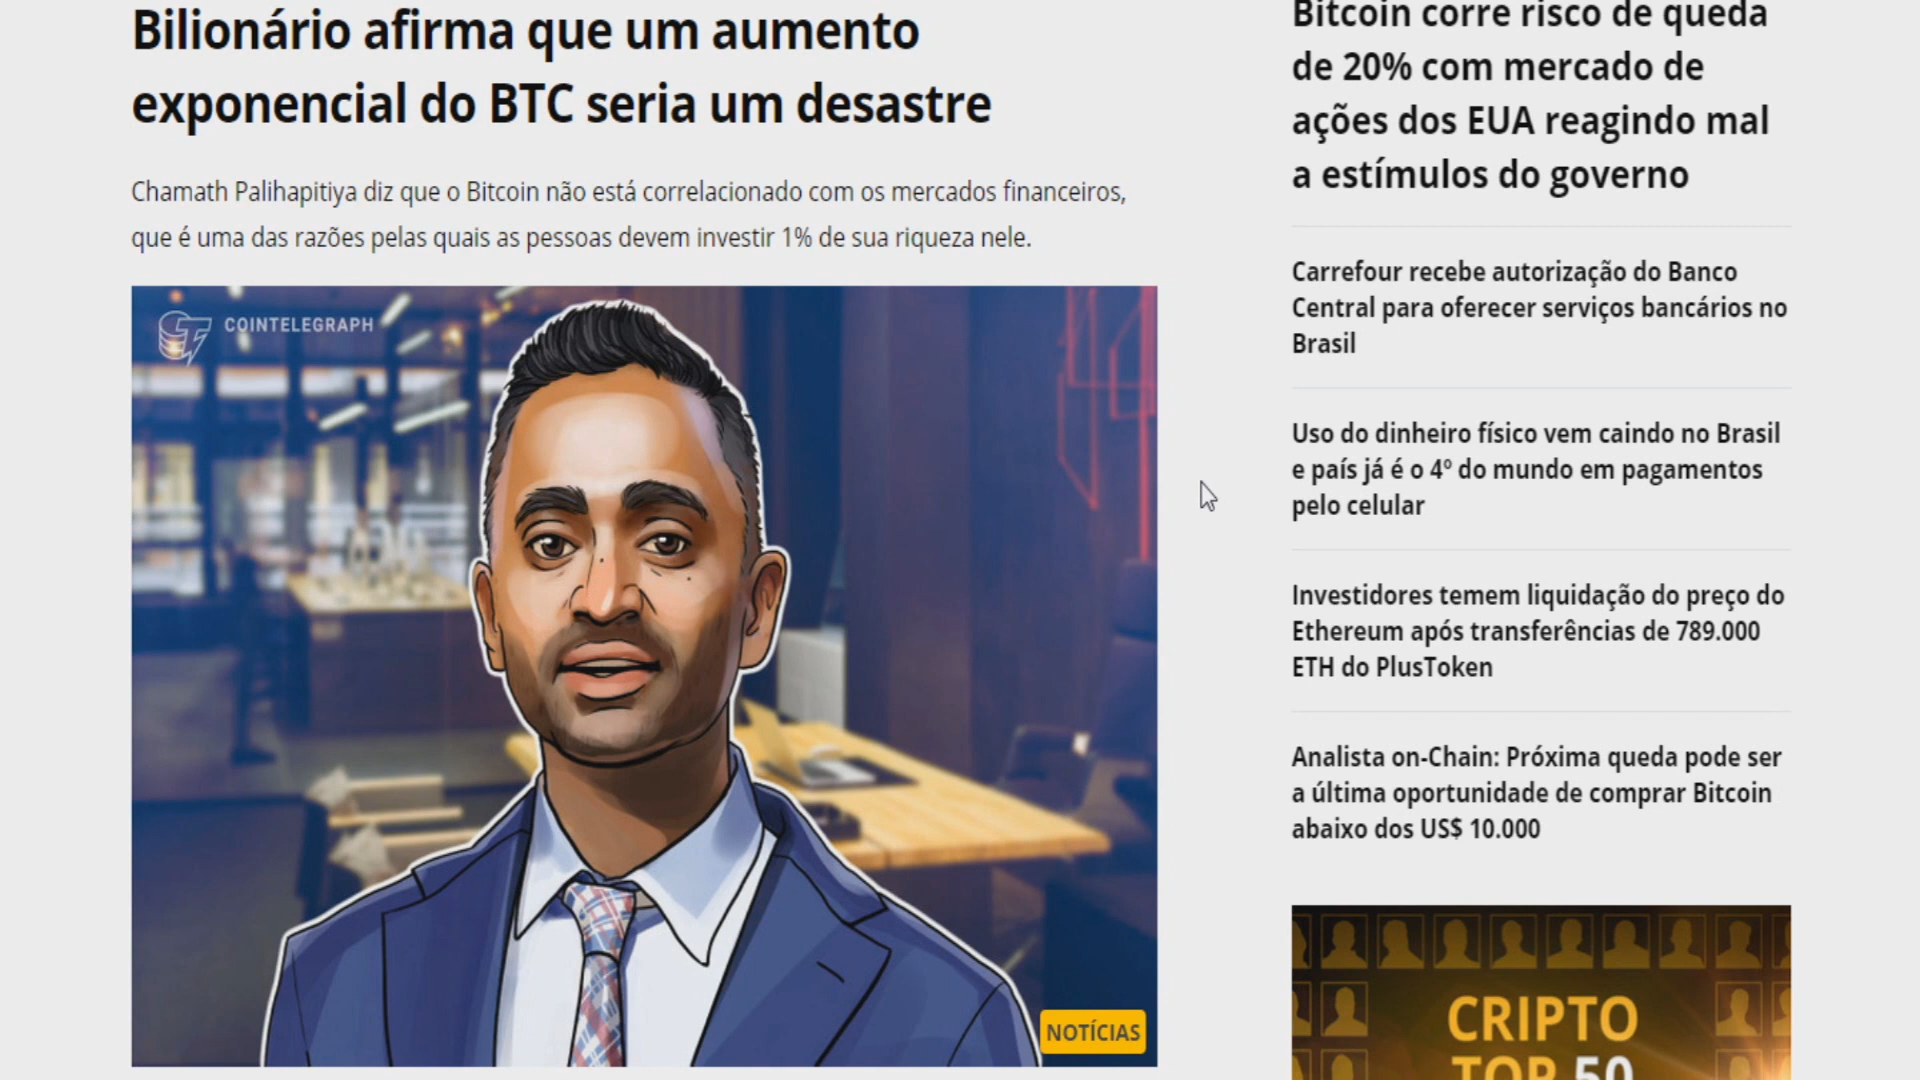 Bilionário afirma que um aumento
exponencial do BTC seria um desastre
Chamath Palihapitiya diz que o Bitcoin não está correlacionado com os mercados financeiros,
que é uma das razões pelas quais as pessoas devem investir 1% de sua riqueza nele.
COINTELEGRAPH
NOTÍCIAS
Bitcoin corre risco de queda
de 20% com mercado de
ações dos EUA reagindo mal
a estímulos do governo
Carrefour recebe autorização do Banco
Central para oferecer serviços bancários no
Brasil
Uso do dinheiro físico vem caindo no Brasil
e país já é o 4º do mundo em pagamentos
pelo celular
Investidores temem liquidação do preço do
Ethereum após transferências de 789.000
ETH do PlusToken
Analista on-Chain: Próxima queda pode ser
a última oportunidade de comprar Bitcoin
abaixo dos US$ 10.000
CRIPTO
TOP 50